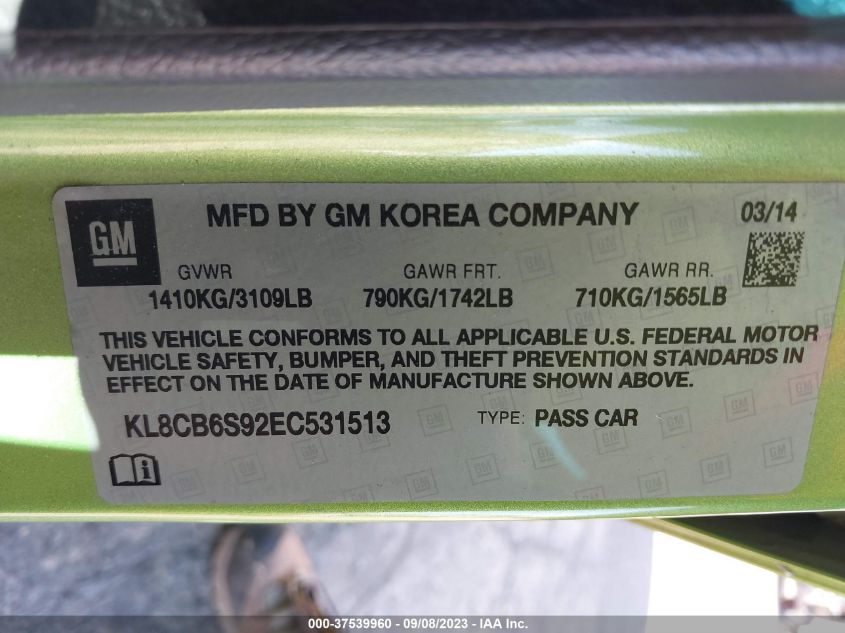 GM
MFD BY GM KOREA COMPANY 03/14
GVWR GAWR FRT. GAWR RR.
1410KG/3109LB 790KG/1742LB 710KG/1565LB
THIS VEHICLE CONFORMS TO ALL APPLICABLE U.S. FEDERAL MOTOR
VEHICLE SAFETY, BUMPER, AND THEFT PREVENTION STANDARDS IN
EFFECT ON THE DATE OF MANUFACTURE SHOWN ABOVE.
KL8CB6S92EC531513 TYPE: PASS CAR
000-37539960 - 09/08/2023 - IAA Inc.